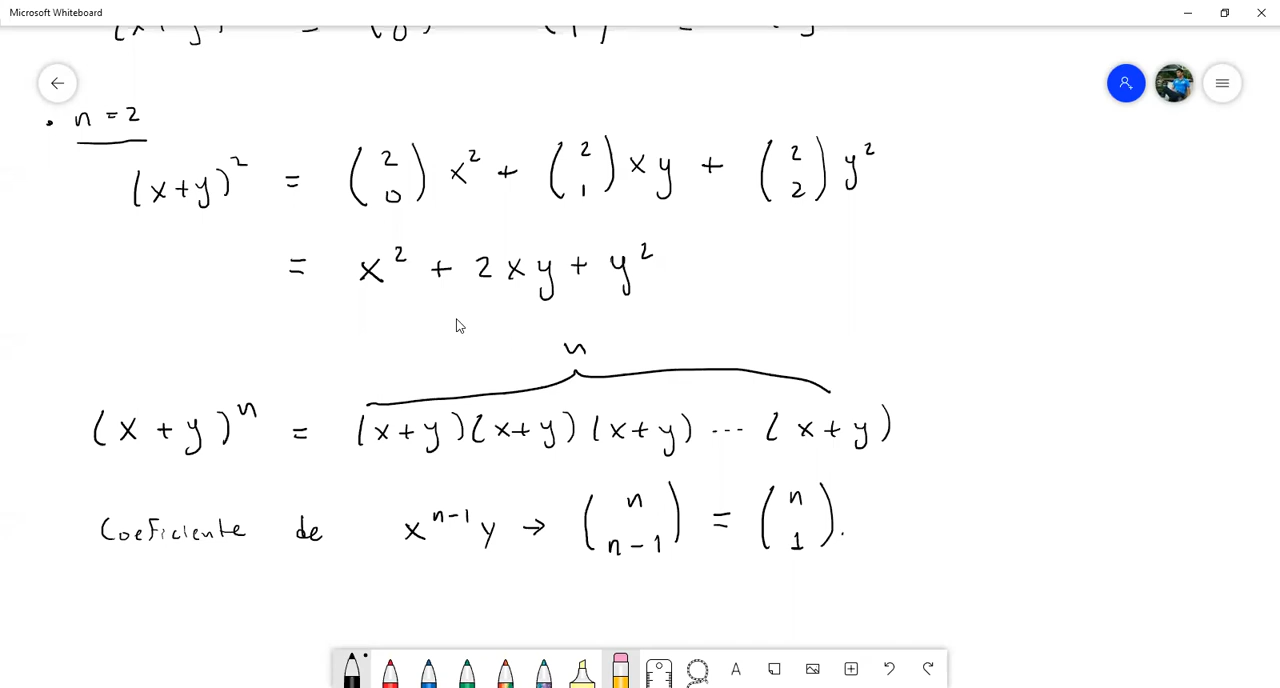 Microsoft Whiteboard
• n = 2
(x+y)² = (2 0) x² + (2 1) xy + (2 2) y²
= x² + 2xy + y²
n
(x+y)ⁿ = (x+y)(x+y)(x+y) ... (x+y)
Coeficiente de xⁿ⁻¹y → (n n-1) = (n 1).
A